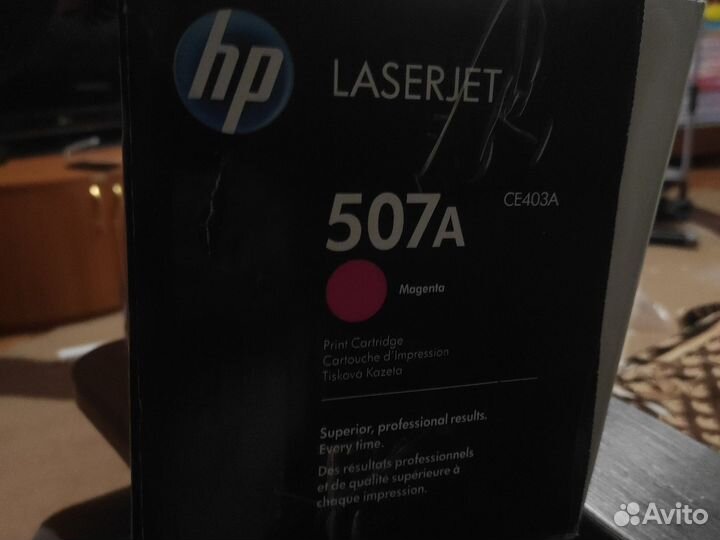 hp
LASERJET
507A
CE403A
Magenta
Print Cartridge
Cartouche d'Impression
Tisková Kazeta
Superior, professional results.
Every time.
Des résultats professionnels
et de qualité supérieure à
chaque impression.
Avito